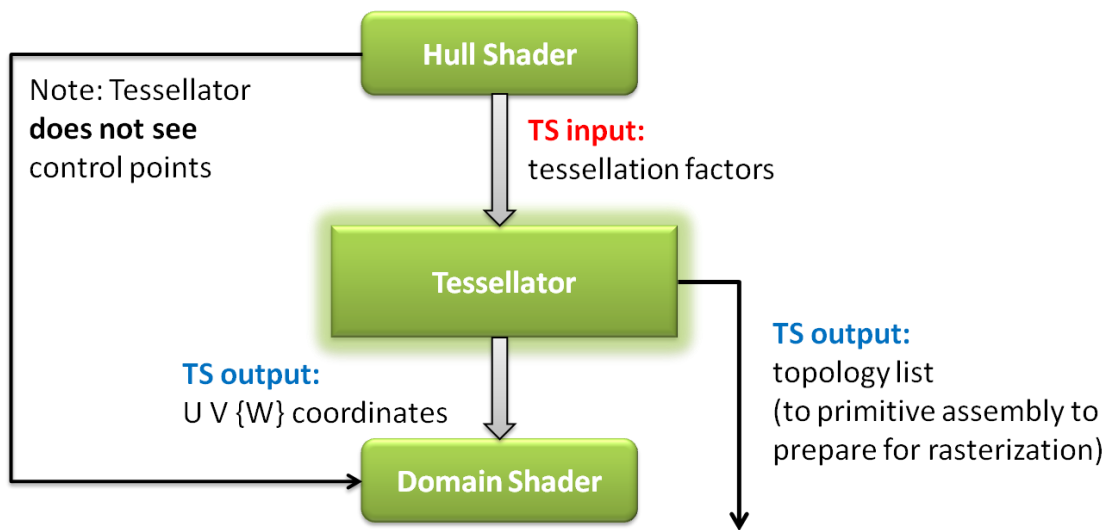 Hull Shader
Note: Tessellator
does not see
control points
TS input:
tessellation factors
Tessellator
TS output:
U V {W} coordinates
TS output:
topology list
(to primitive assembly to
prepare for rasterization)
Domain Shader